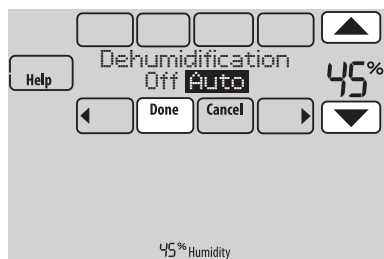 Dehumidification
Help
Off Auto
45%
Done Cancel
45% Humidity